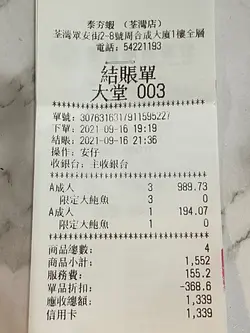 泰夯蝦 (荃灣店)
荃灣眾安街2-8號周合成大廈1樓全層
電話: 54221193
結賬單
大堂 003
單號: 3076316317911595227
下單: 2021-09-16 19:19
結賬: 2021-09-16 21:36
操作: 安仔
收銀台: 主收銀台
A成人 3 989.73
限定大鮑魚 3 0
A成人 1 194.07
限定大鮑魚 1 0
商品總數: 4
商品小計: 1,552
服務費: 155.2
單品折扣: -368.6
應收總額: 1,339
信用卡 1,339